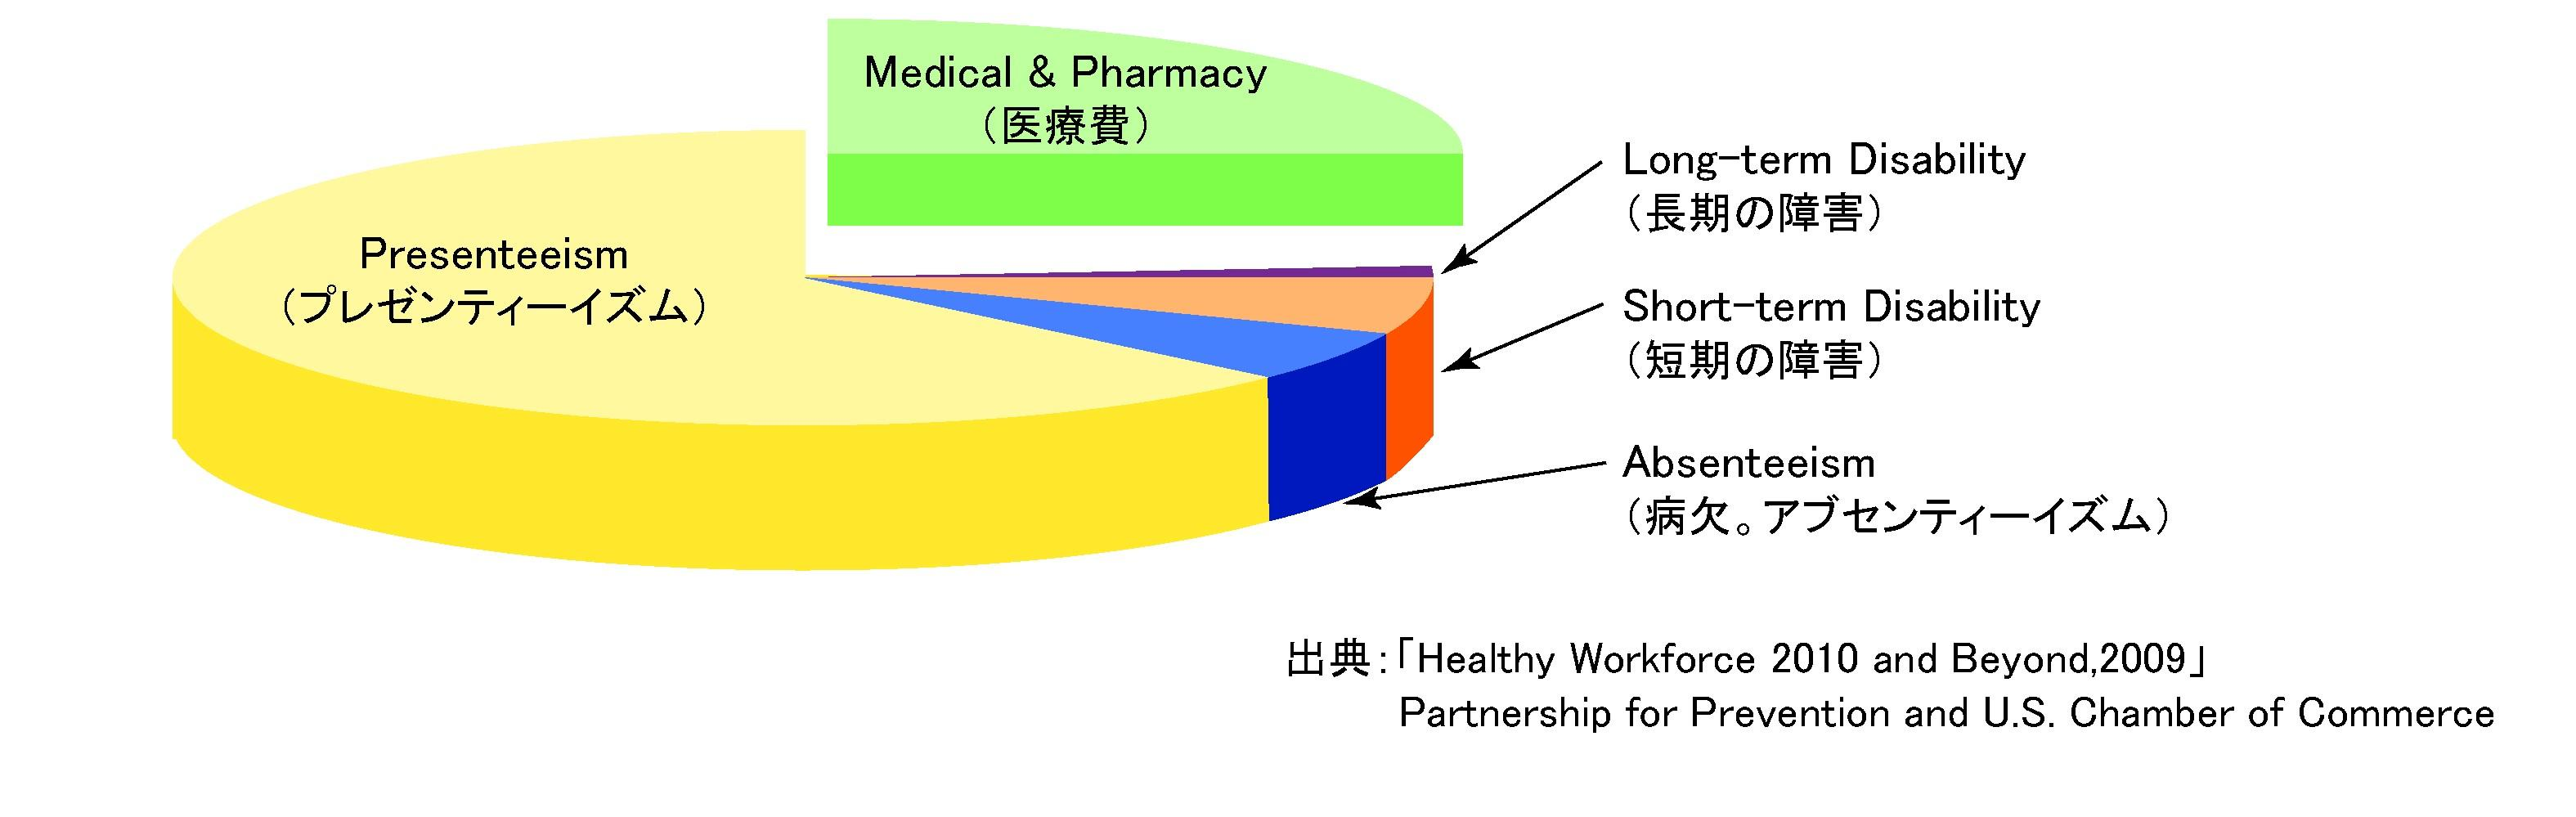 Medical & Pharmacy
（医療費）
Presenteeism
（プレゼンティーイズム）
Long-term Disability
（長期の障害）
Short-term Disability
（短期の障害）
Absenteeism
（病欠。アブセンティーイズム）
出典：「Healthy Workforce 2010 and Beyond,2009」
Partnership for Prevention and U.S. Chamber of Commerce